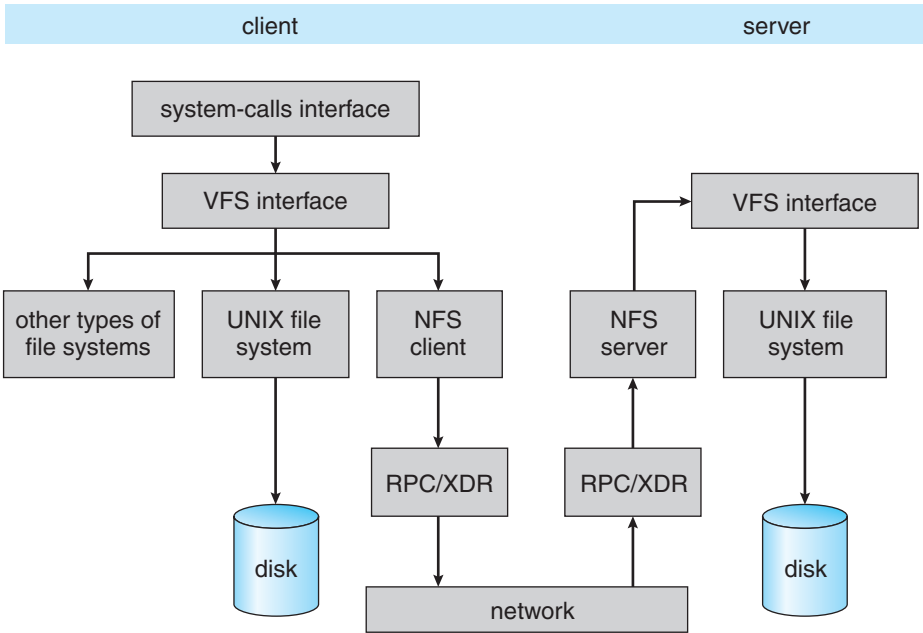 client
server
system-calls interface
VFS interface
VFS interface
other types of
file systems
UNIX file
system
NFS
client
NFS
server
UNIX file
system
RPC/XDR
RPC/XDR
disk
disk
network